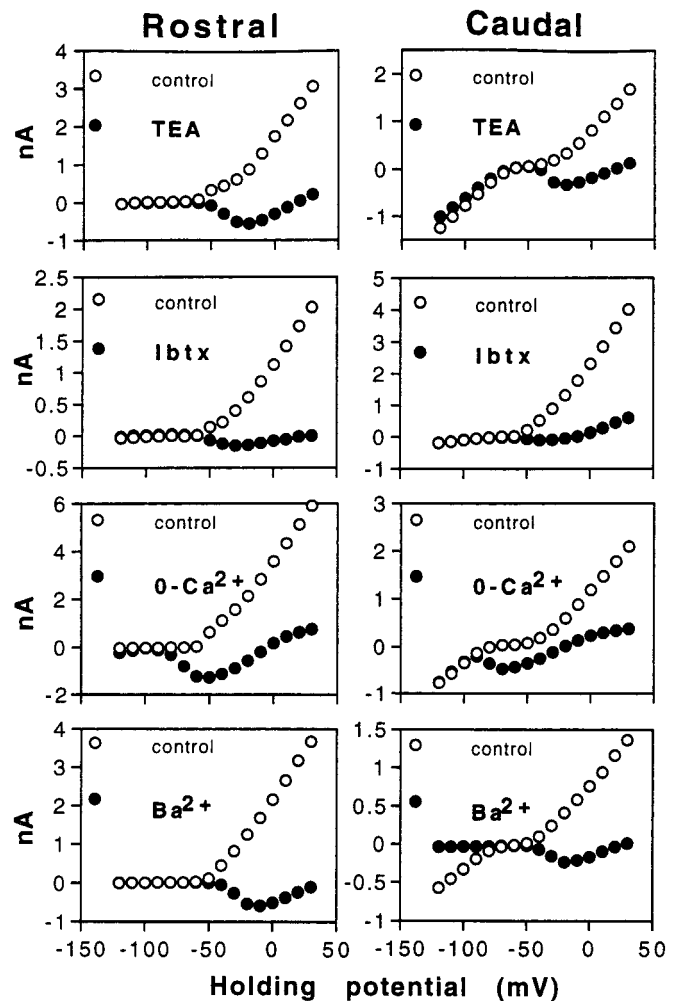 Rostral Caudal
4 3 2 1 0 -1
nA
control
TEA
2 1 0 -1
control
TEA
2.5 2 1.5 1 0.5 0 -0.5
nA
control
Ibtx
5 4 3 2 1 0 -1
control
Ibtx
6 4 2 0 -2
nA
control
0-Ca2+
3 2 1 0 -1
control
0-Ca2+
4 3 2 1 0 -1
nA
control
Ba2+
1.5 1 0.5 0 -0.5 -1
control
Ba2+
-150 -100 -50 0 50 -150 -100 -50 0 50
Holding potential (mV)